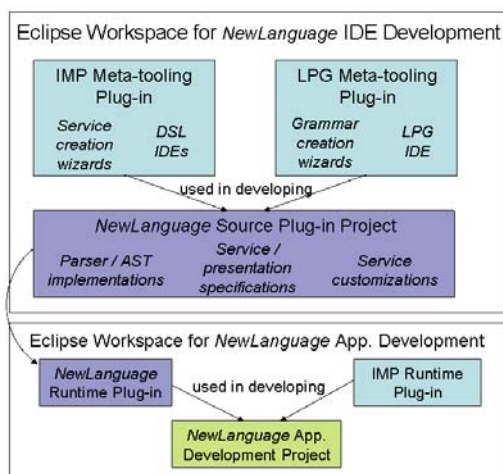 Eclipse Workspace for NewLanguage IDE Development
IMP Meta-tooling
Plug-in
Service
creation
wizards
DSL
IDEs
LPG Meta-tooling
Plug-in
Grammar
creation
wizards
LPG
IDE
used in developing
NewLanguage Source Plug-in Project
Parser / AST
implementations
Service /
presentation
specifications
Service
customizations
Eclipse Workspace for NewLanguage App. Development
NewLanguage
Runtime Plug-in
used in developing
IMP Runtime
Plug-in
NewLanguage App.
Development Project